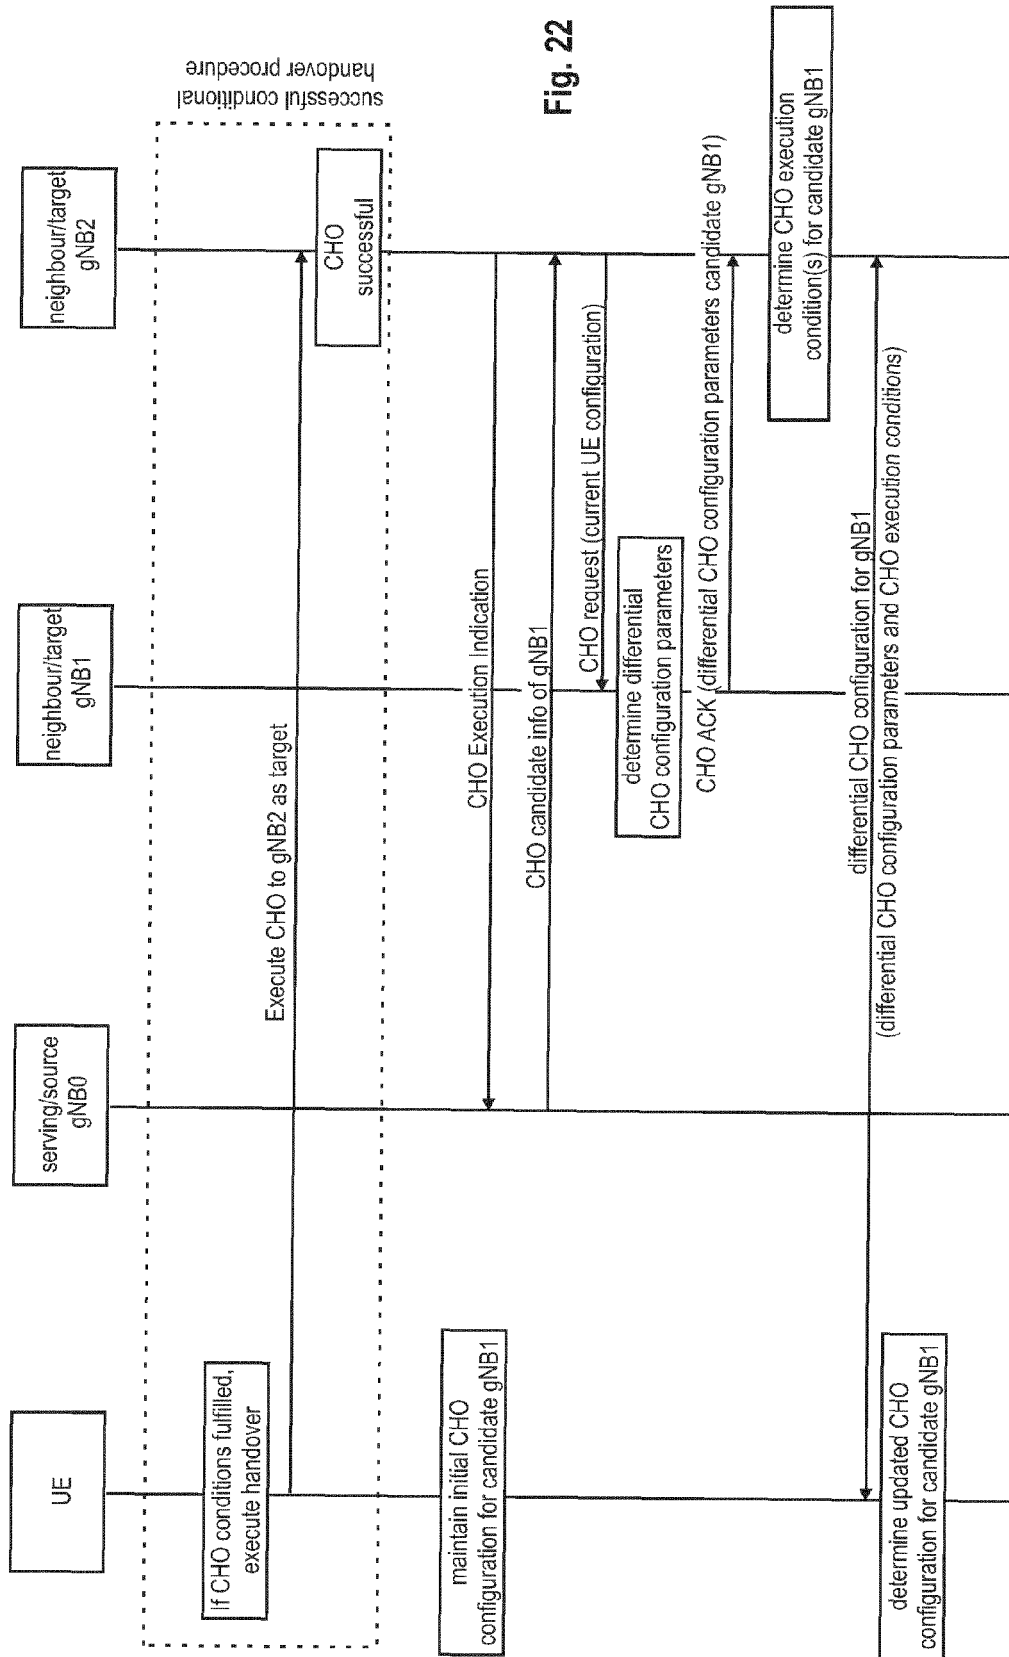 UE
serving/source
gNB0
neighbour/target
gNB1
neighbour/target
gNB2
successful conditional
handover procedure
If CHO conditions fulfilled,
execute handover
Execute CHO to gNB2 as target
CHO
successful
maintain initial CHO
configuration for candidate gNB1
CHO Execution Indication
CHO candidate info of gNB1
CHO request (current UE configuration)
determine differential
CHO configuration parameters
CHO ACK (differential CHO configuration parameters candidate gNB1)
determine CHO execution
condition(s) for candidate gNB1
differential CHO configuration for gNB1
(differential CHO configuration parameters and CHO execution conditions)
determine updated CHO
configuration for candidate gNB1
Fig. 22